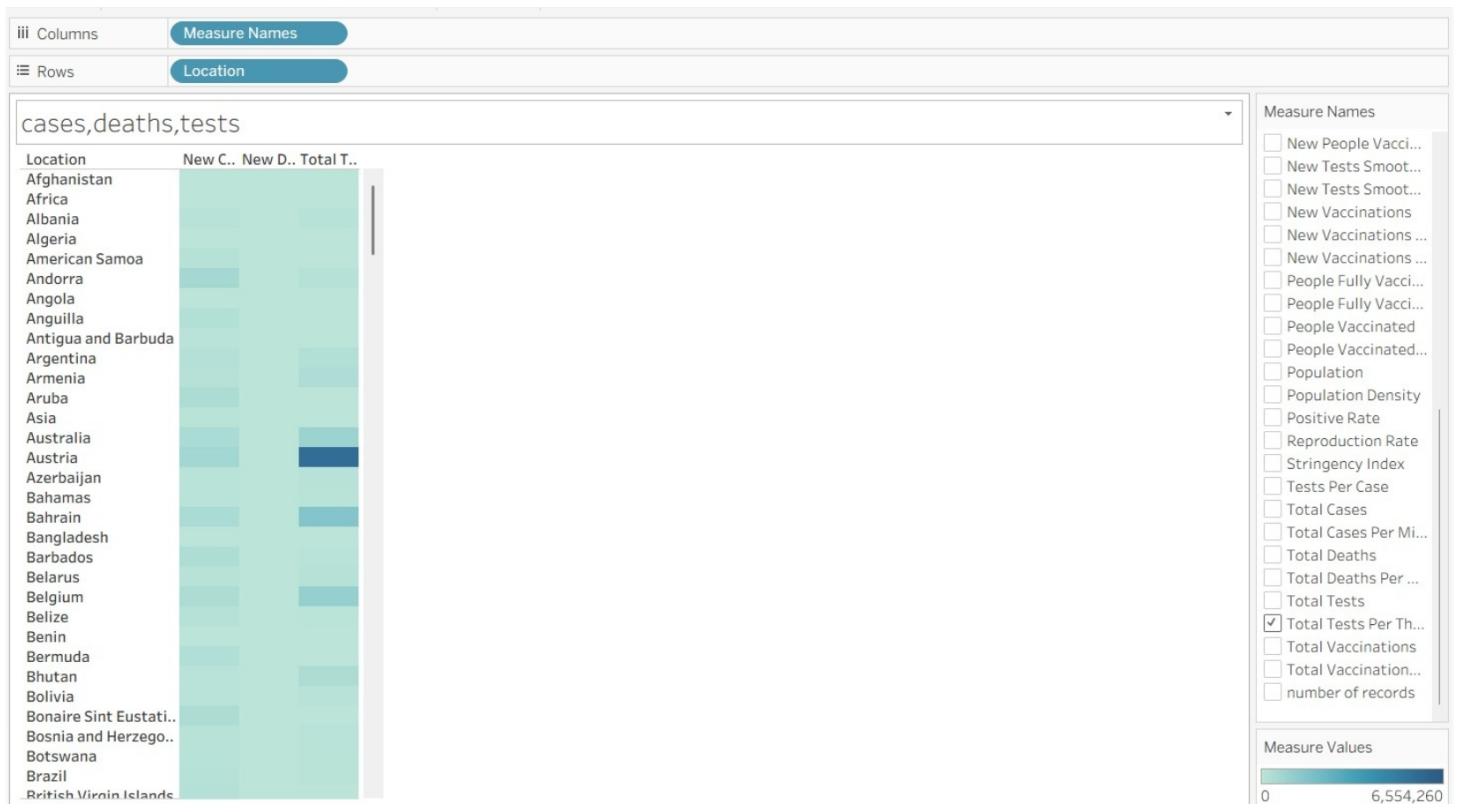 Columns Measure Names
Rows Location
cases,deaths,tests
Location New C.. New D.. Total T..
Afghanistan
Africa
Albania
Algeria
American Samoa
Andorra
Angola
Anguilla
Antigua and Barbuda
Argentina
Armenia
Aruba
Asia
Australia
Austria
Azerbaijan
Bahamas
Bahrain
Bangladesh
Barbados
Belarus
Belgium
Belize
Benin
Bermuda
Bhutan
Bolivia
Bonaire Sint Eustati..
Bosnia and Herzego..
Botswana
Brazil
British Virgin Islands
Measure Names
New People Vacci...
New Tests Smoot...
New Tests Smoot...
New Vaccinations
New Vaccinations ...
New Vaccinations ...
People Fully Vacci...
People Fully Vacci...
People Vaccinated
People Vaccinated...
Population
Population Density
Positive Rate
Reproduction Rate
Stringency Index
Tests Per Case
Total Cases
Total Cases Per Mi...
Total Deaths
Total Deaths Per ...
Total Tests
Total Tests Per Th...
Total Vaccinations
Total Vaccination...
number of records
Measure Values
0 6,554,260